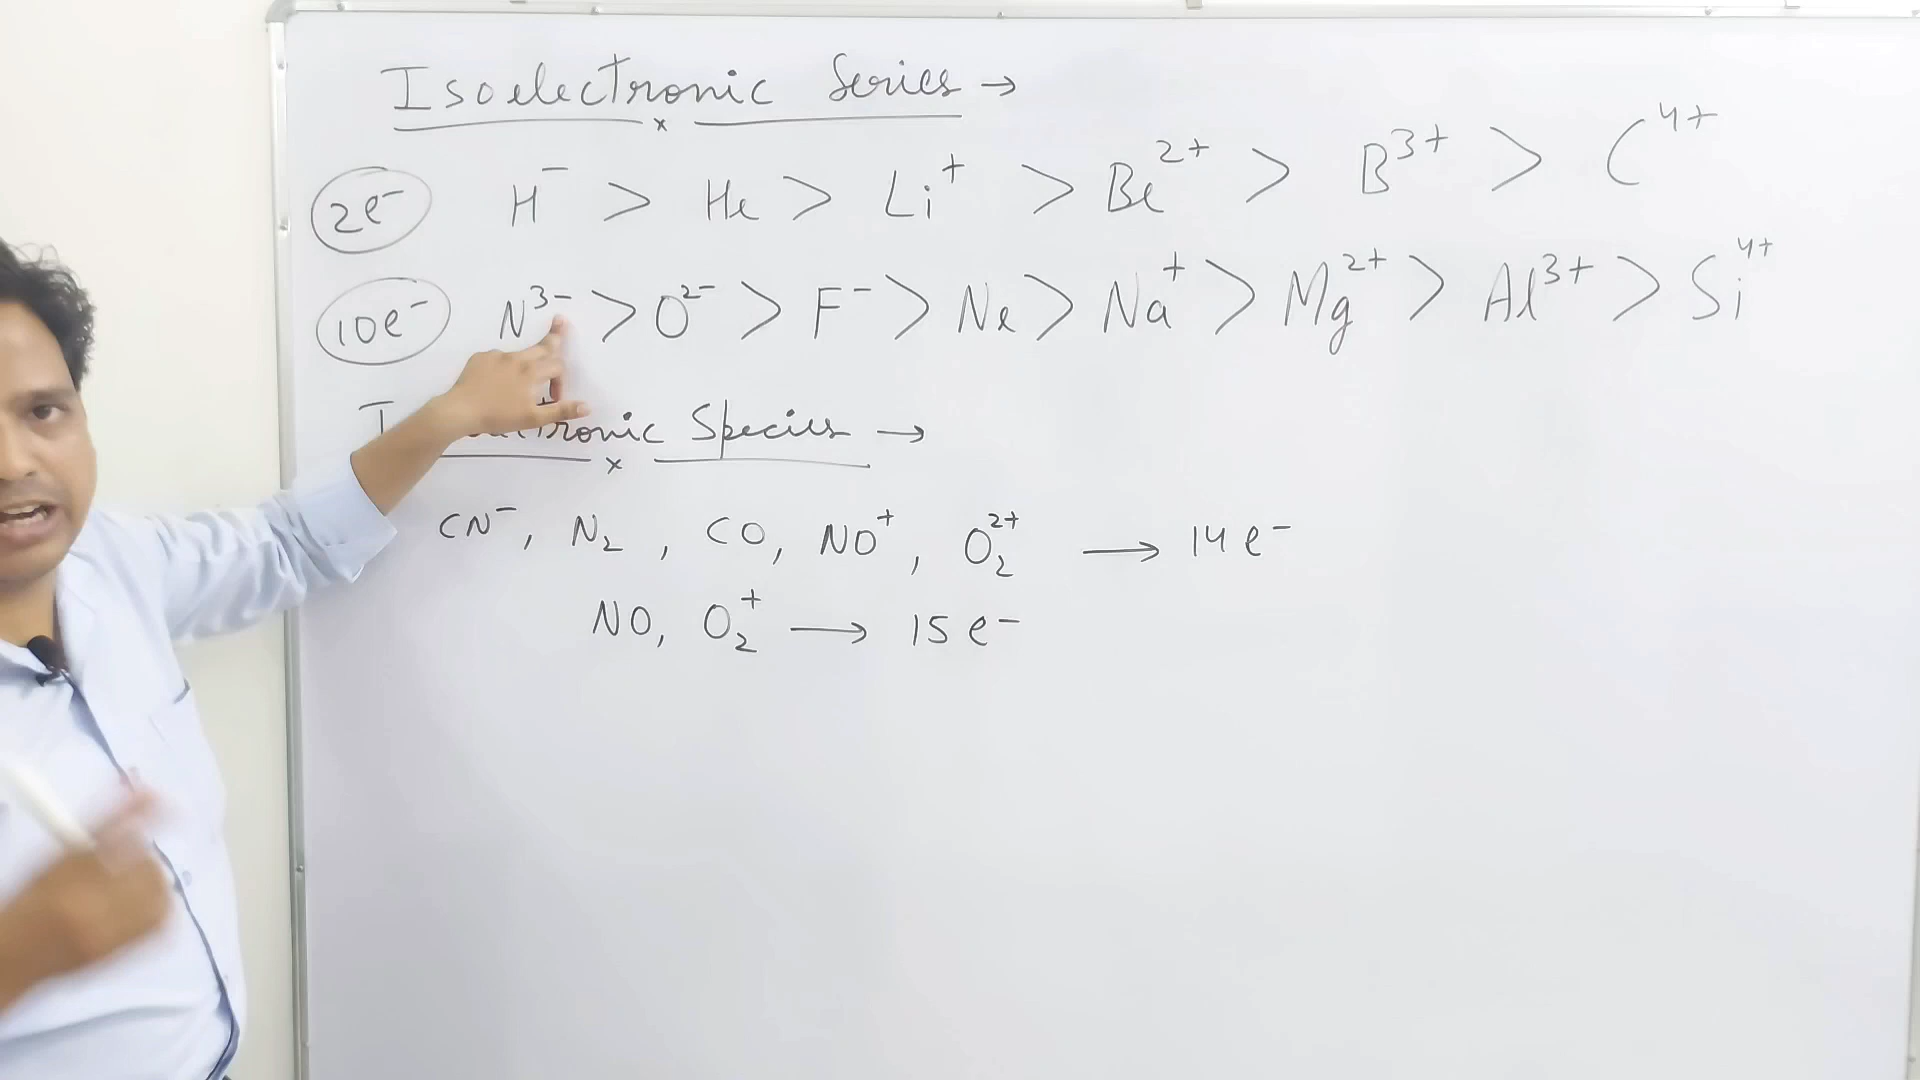 Isoelectronic Series →
2e⁻ H⁻ > He > Li⁺ > Be²⁺ > B³⁺ > C⁴⁺
10e⁻ N³⁻ > O²⁻ > F⁻ > Ne > Na⁺ > Mg²⁺ > Al³⁺ > Si⁴⁺
Species →
CN⁻, N₂, CO, NO⁺, O₂²⁺ → 14 e⁻
NO, O₂⁺ → 15 e⁻